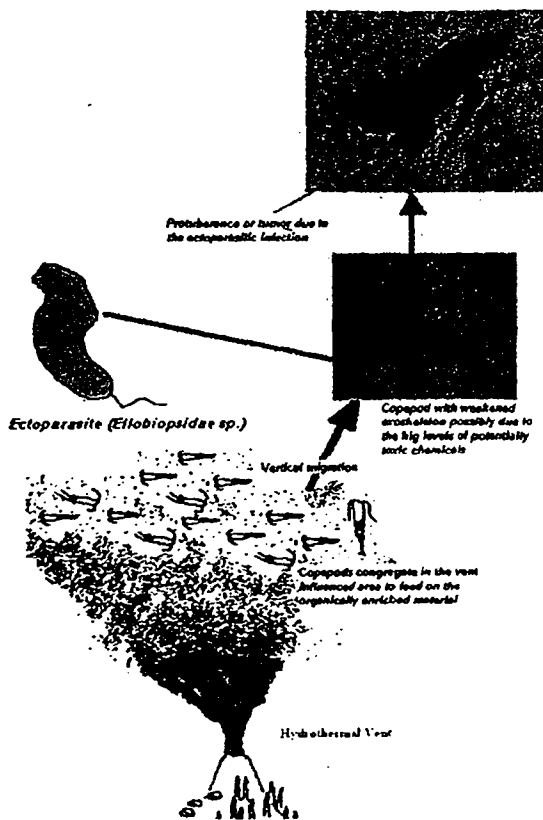 Protuberence or tumor due to
the ectoparasitic infection
Ectoparasite (Ellobiopsidae sp.)
Copepod with weakened
exoskeleton possibly due to
the hig levels of potentially
toxic chemicals
Vertical migration
Copepods congregate in the vent
influenced area to feed on the
organically enriched material
Hydrothermal Vent